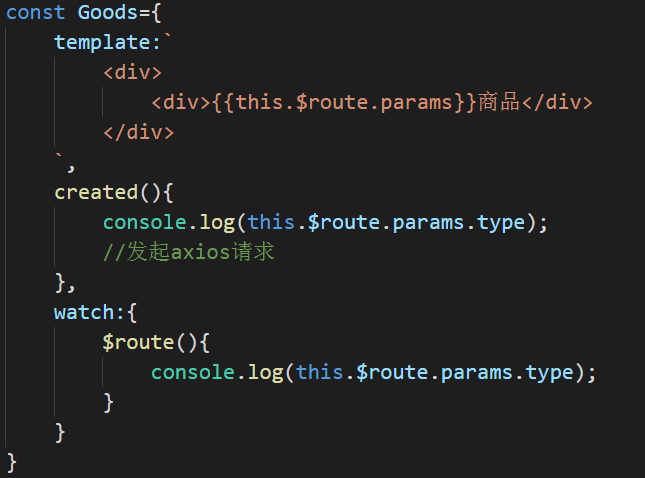 const Goods={
    template:`
        <div>
            <div>{{this.$route.params}}商品</div>
        </div>
    `,
    created(){
        console.log(this.$route.params.type);
        //发起axios请求
    },
    watch:{
        $route(){
            console.log(this.$route.params.type);
        }
    }
}